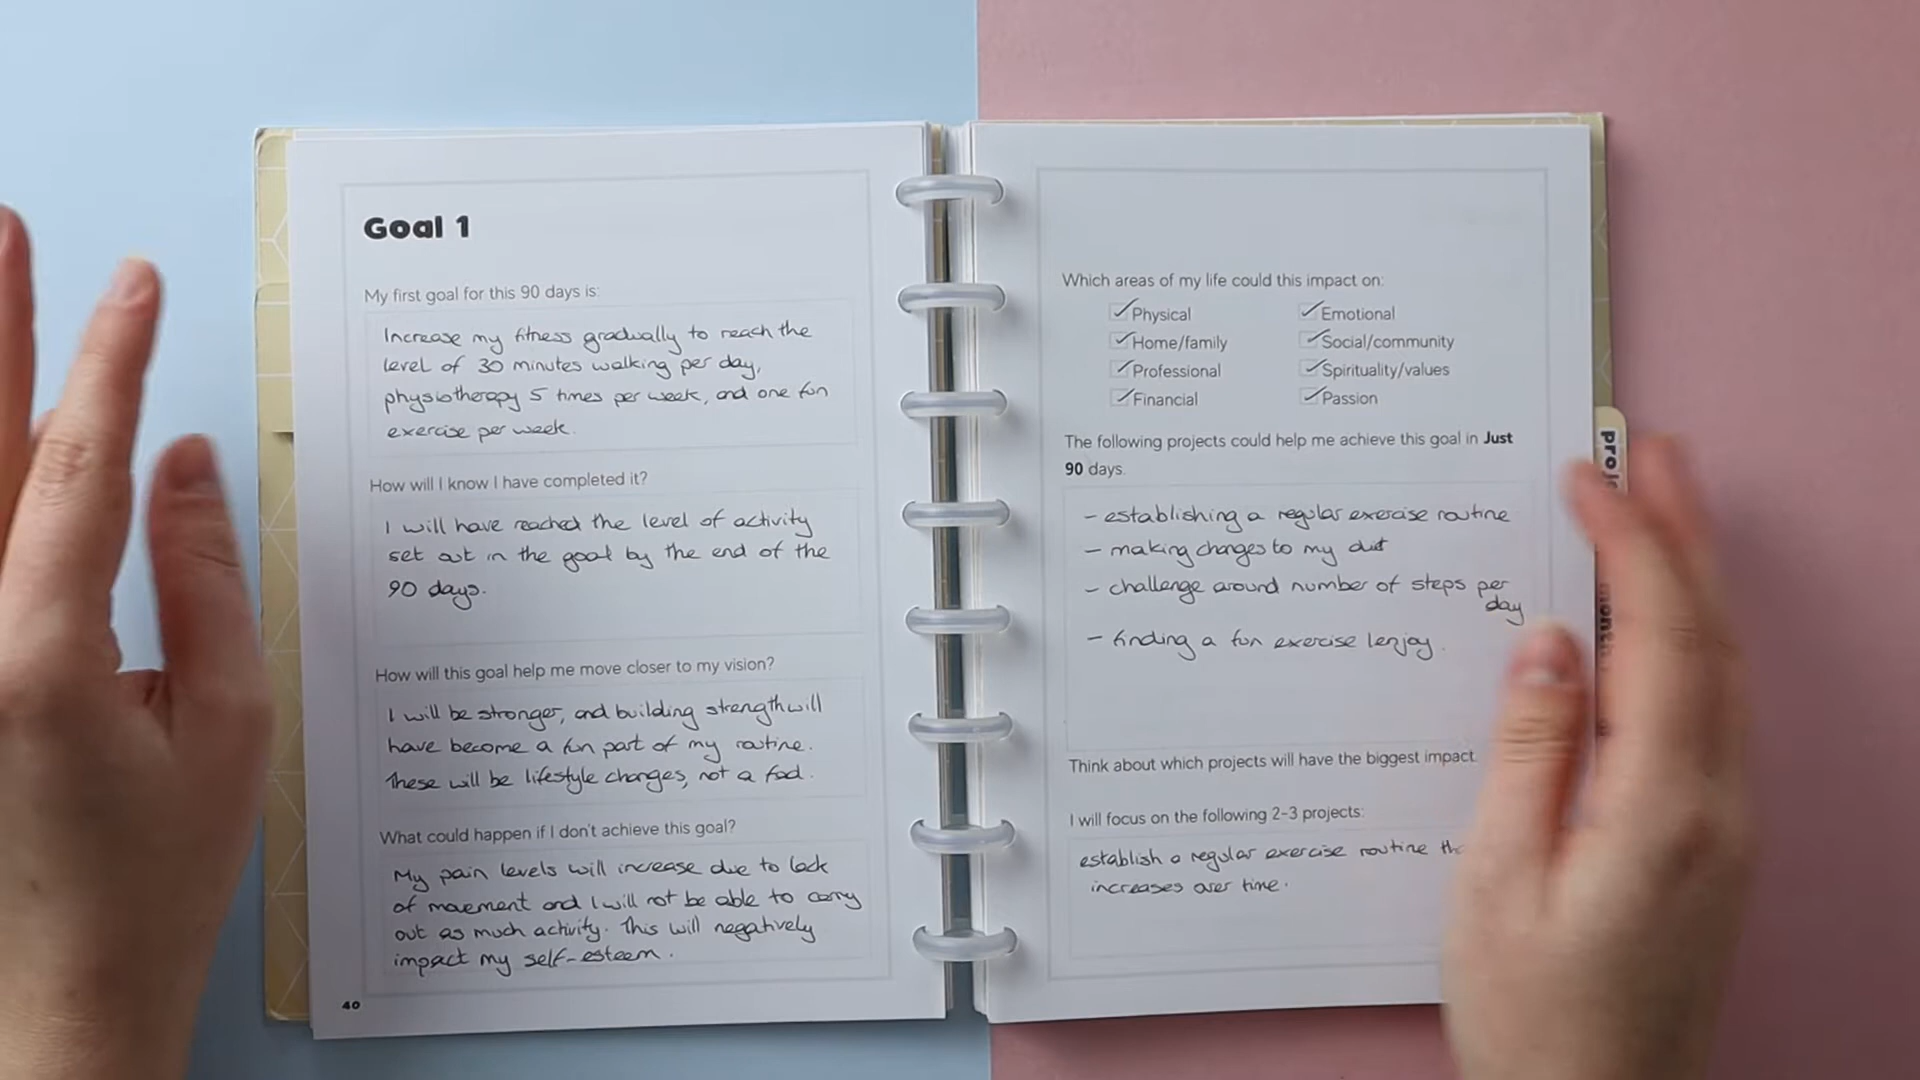 Goal 1
My first goal for this 90 days is:
Increase my fitness gradually to reach the
level of 30 minutes walking per day,
physiotherapy 5 times per week, and one fun
exercise per week.
How will I know I have completed it?
I will have reached the level of activity
set out in the goal by the end of the
90 days.
How will this goal help me move closer to my vision?
I will be stronger, and building strength will
have become a fun part of my routine.
These will be lifestyle changes, not a fad.
What could happen if I don't achieve this goal?
My pain levels will increase due to lack
of movement and I will not be able to carry
out as much activity. This will negatively
impact my self-esteem.
40
Which areas of my life could this impact on:
Physical Emotional
Home/family Social/community
Professional Spirituality/values
Financial Passion
The following projects could help me achieve this goal in Just
90 days.
- establishing a regular exercise routine
- making changes to my diet
- challenge around number of steps per
day
- finding a fun exercise I enjoy.
Think about which projects will have the biggest impact.
I will focus on the following 2-3 projects:
establish a regular exercise routine
increases over time.